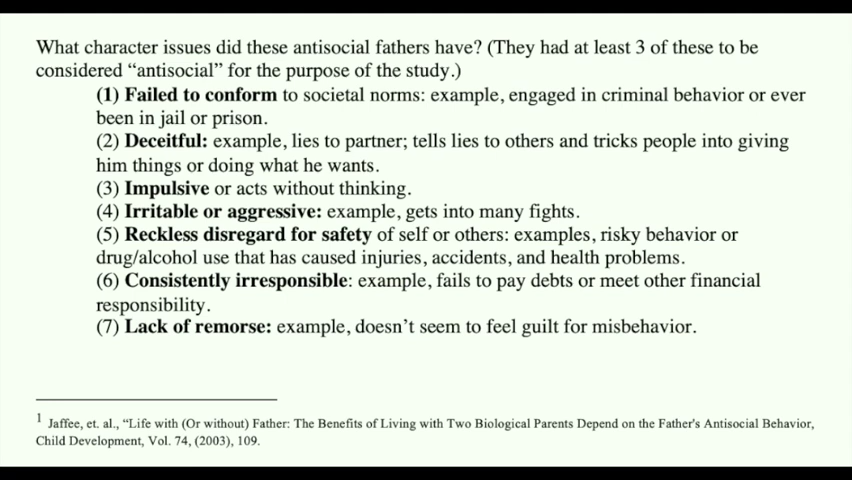 What character issues did these antisocial fathers have? (They had at least 3 of these to be
considered “antisocial” for the purpose of the study.)
(1) Failed to conform to societal norms: example, engaged in criminal behavior or ever
been in jail or prison.
(2) Deceitful: example, lies to partner; tells lies to others and tricks people into giving
him things or doing what he wants.
(3) Impulsive or acts without thinking.
(4) Irritable or aggressive: example, gets into many fights.
(5) Reckless disregard for safety of self or others: examples, risky behavior or
drug/alcohol use that has caused injuries, accidents, and health problems.
(6) Consistently irresponsible: example, fails to pay debts or meet other financial
responsibility.
(7) Lack of remorse: example, doesn’t seem to feel guilt for misbehavior.
1 Jaffee, et. al., “Life with (Or without) Father: The Benefits of Living with Two Biological Parents Depend on the Father's Antisocial Behavior,
Child Development, Vol. 74, (2003), 109.